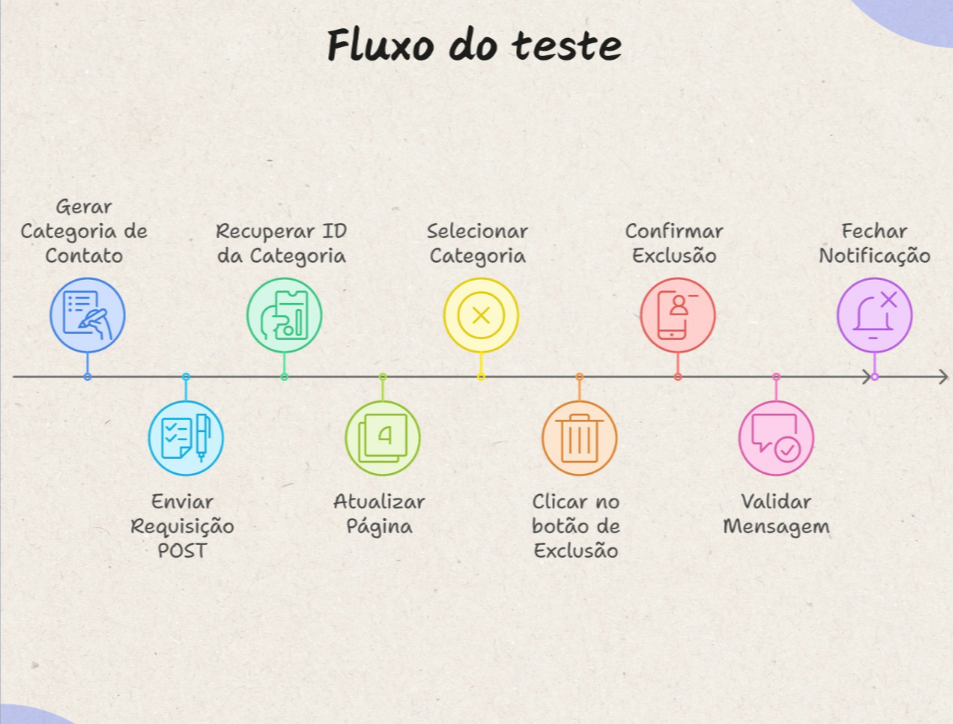 Fluxo do teste
Gerar
Categoria de
Contato
Enviar
Requisição
POST
Recuperar ID
da Categoria
Atualizar
Página
Selecionar
Categoria
Clicar no
botão de
Exclusão
Confirmar
Exclusão
Validar
Mensagem
Fechar
Notificação